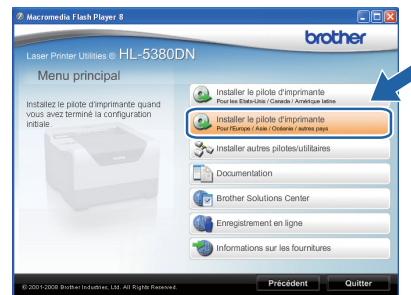 Macromedia Flash Player 8
brother
Laser Printer Utilities © HL-5380DN
Menu principal
Installez le pilote d'imprimante quand
vous avez terminé la configuration
initiale.
Installer le pilote d'imprimante
Pour les Etats-Unis / Canada / Amérique latine
Installer le pilote d'imprimante
Pour l'Europe / Asie / Océanie / autres pays
Installer autres pilotes/utilitaires
Documentation
Brother Solutions Center
Enregistrement en ligne
Informations sur les fournitures
© 2001-2008 Brother Industries, Ltd. All Rights Reserved.
Précédent
Quitter